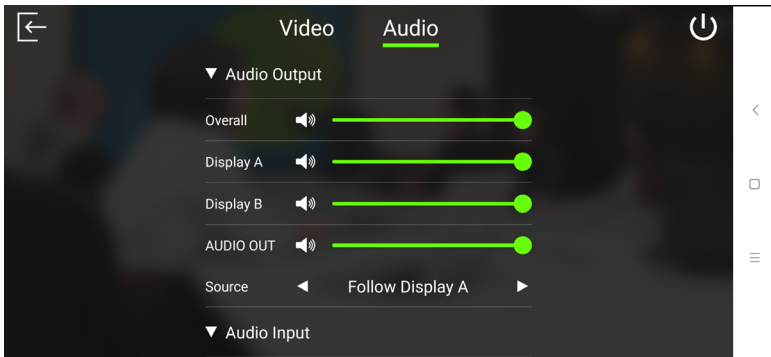 Video Audio
Audio Output
Overall
Display A
Display B
AUDIO OUT
Source Follow Display A
Audio Input